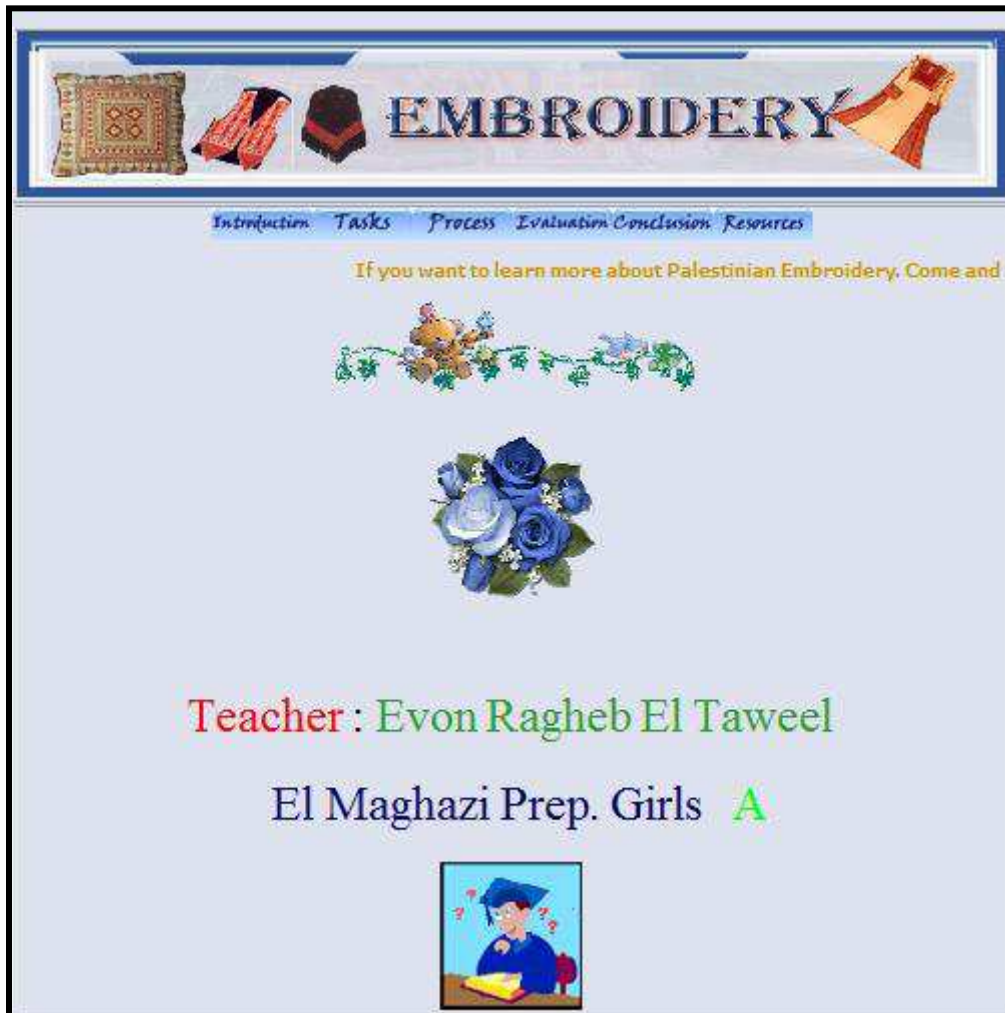 EMBROIDERY
Introduction Tasks Process Evaluation Conclusion Resources
If you want to learn more about Palestinian Embroidery. Come and
Teacher : Evon Ragheb El Taweel
El Maghazi Prep. Girls A
? ? ? ?